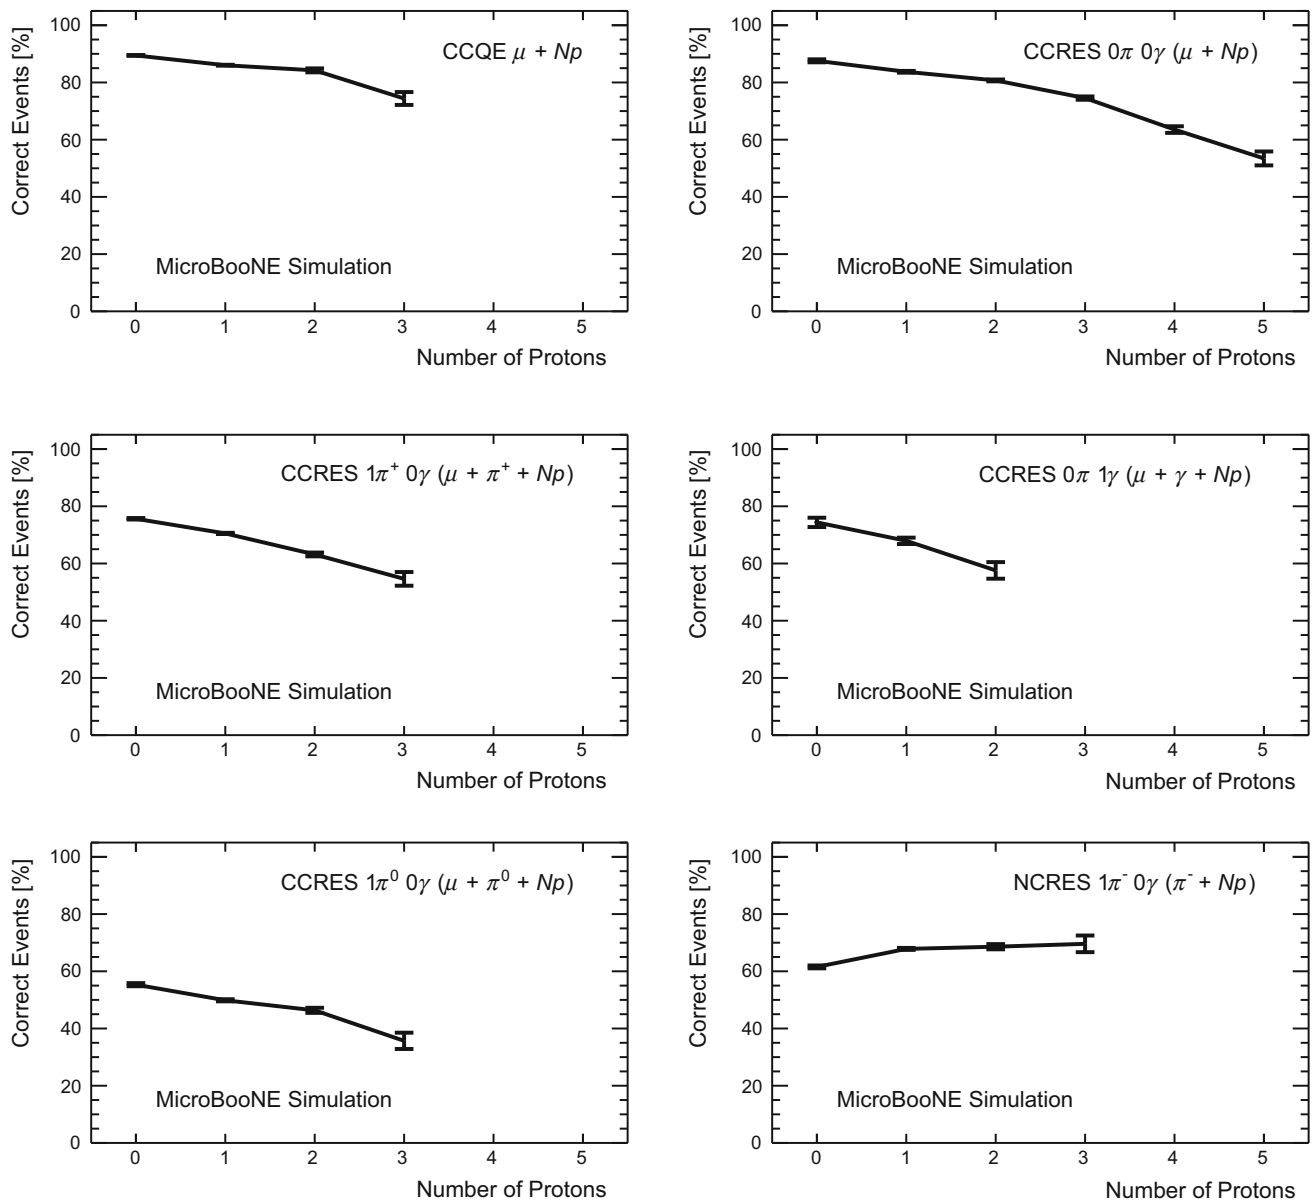 Correct Events [%]
100
80
60
40
20
0
CCQE μ + Np
MicroBooNE Simulation
0 1 2 3 4 5
Number of Protons
Correct Events [%]
100
80
60
40
20
0
CCRES 0π 0γ (μ + Np)
MicroBooNE Simulation
0 1 2 3 4 5
Number of Protons
Correct Events [%]
100
80
60
40
20
0
CCRES 1π⁺ 0γ (μ + π⁺ + Np)
MicroBooNE Simulation
0 1 2 3 4 5
Number of Protons
Correct Events [%]
100
80
60
40
20
0
CCRES 0π 1γ (μ + γ + Np)
MicroBooNE Simulation
0 1 2 3 4 5
Number of Protons
Correct Events [%]
100
80
60
40
20
0
CCRES 1π⁰ 0γ (μ + π⁰ + Np)
MicroBooNE Simulation
0 1 2 3 4 5
Number of Protons
Correct Events [%]
100
80
60
40
20
0
NCRES 1π⁻ 0γ (π⁻ + Np)
MicroBooNE Simulation
0 1 2 3 4 5
Number of Protons